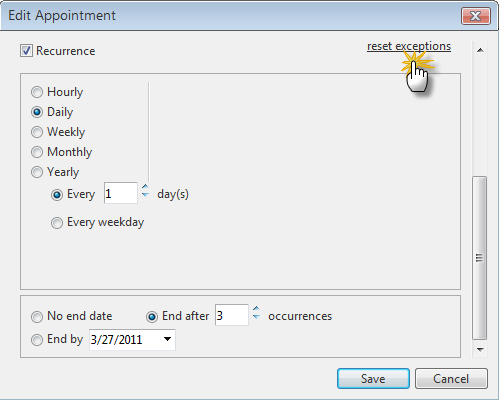 Edit Appointment
Recurrence reset exceptions
Hourly
Daily
Weekly
Monthly
Yearly
Every 1 day(s)
Every weekday
No end date End after 3 occurrences
End by 3/27/2011
Save Cancel